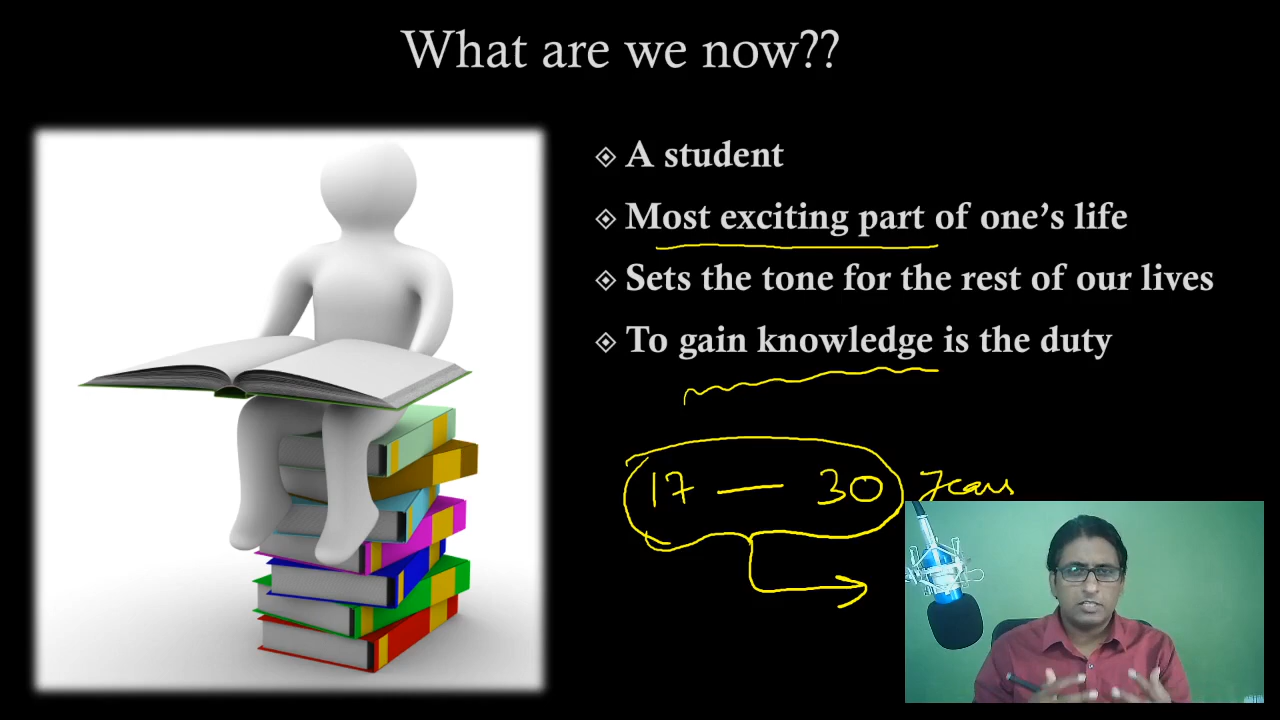 What are we now??
A student
Most exciting part of one's life
Sets the tone for the rest of our lives
To gain knowledge is the duty
17 — 30 Years